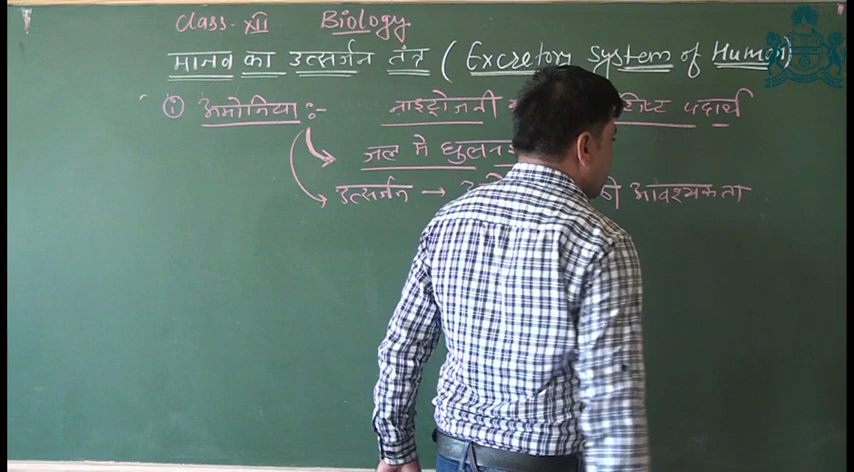 Class-XII Biology
मानव का उत्सर्जन तंत्र (Excretory System of Human)
① अमोनिया :- नाइट्रोजनी पदार्थ
जल में
उत्सर्जन → आवश्यकता